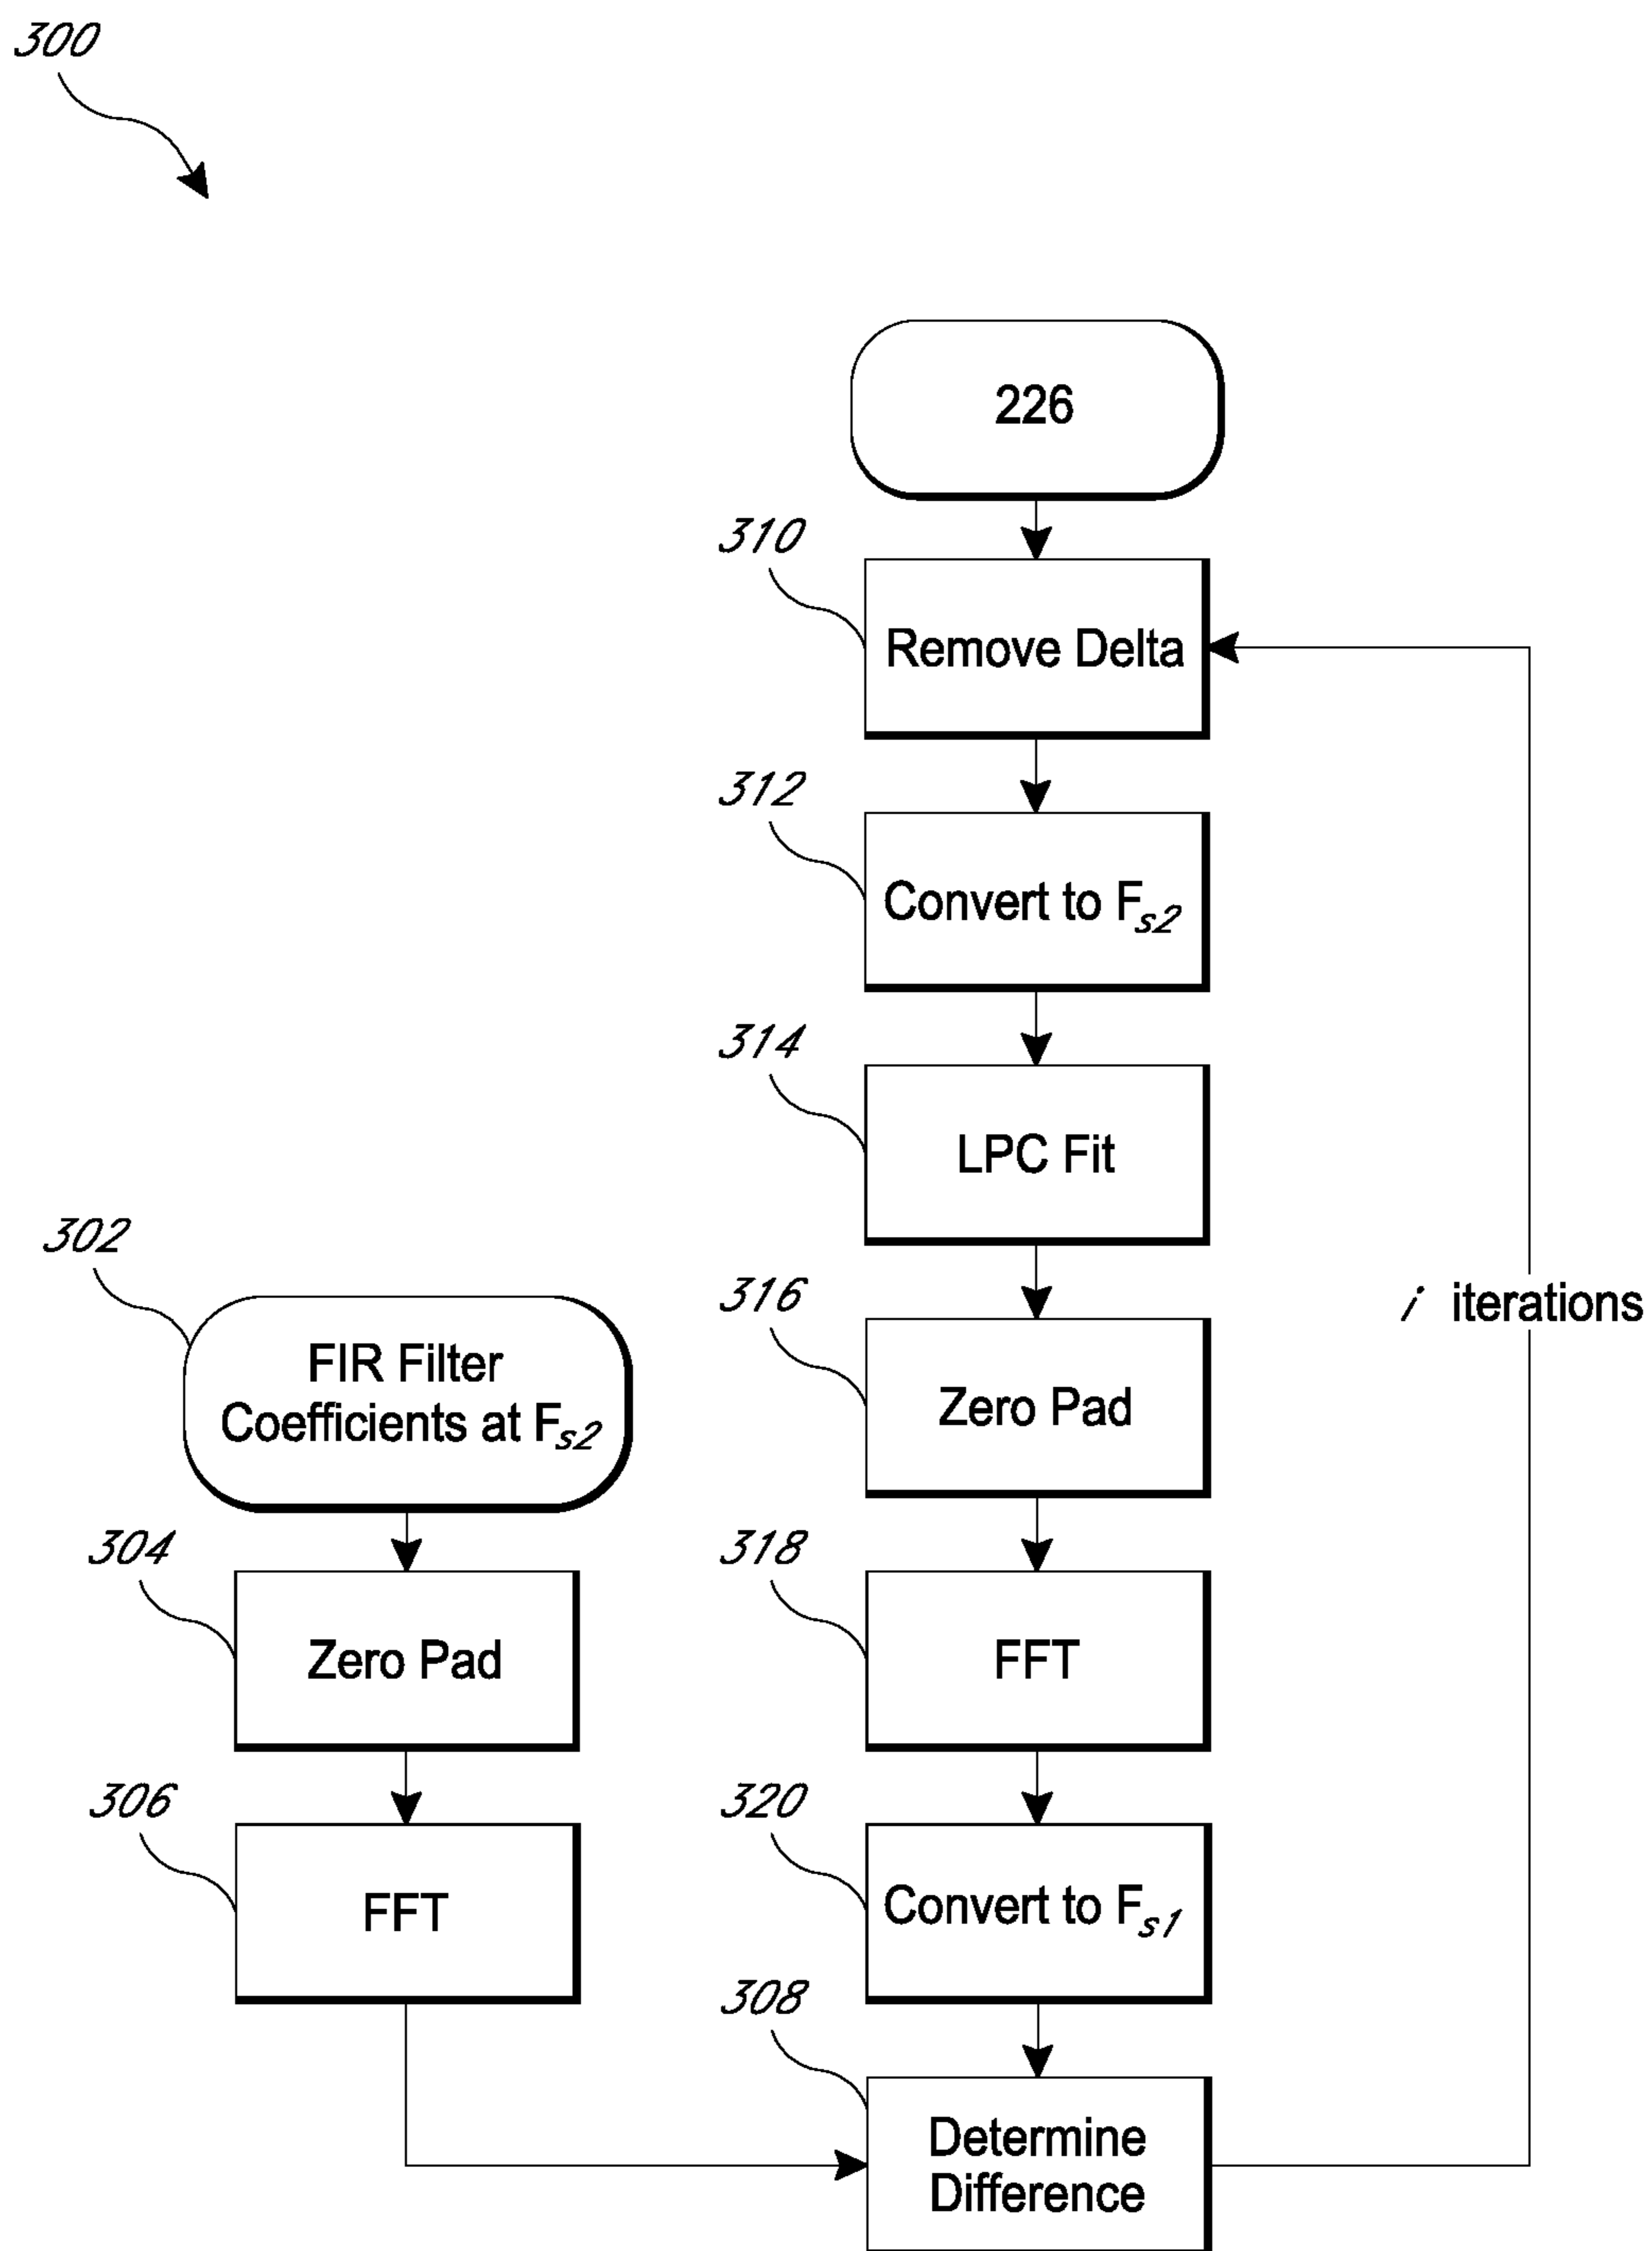 300
226
310
Remove Delta
312
Convert to Fs2
314
LPC Fit
302
316
FIR Filter
Coefficients at Fs2
Zero Pad
i iterations
304
318
Zero Pad
FFT
306
320
FFT
Convert to Fs1
308
Determine
Difference